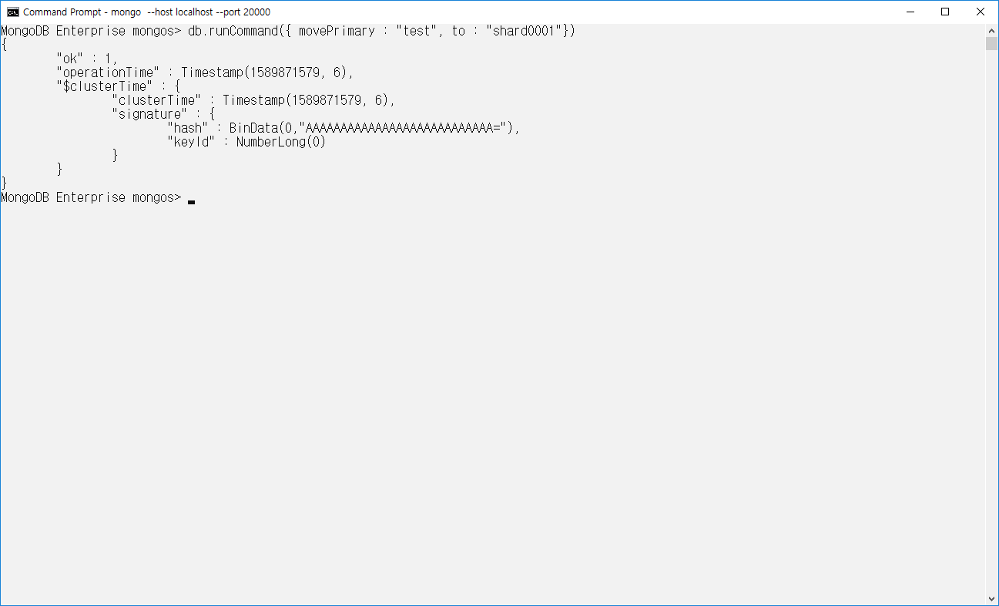 Command Prompt - mongo  --host localhost --port 20000
MongoDB Enterprise mongos> db.runCommand({ movePrimary : "test", to : "shard0001"})
{
        "ok" : 1,
        "operationTime" : Timestamp(1589871579, 6),
        "$clusterTime" : {
                "clusterTime" : Timestamp(1589871579, 6),
                "signature" : {
                        "hash" : BinData(0,"AAAAAAAAAAAAAAAAAAAAAAAAAAA="),
                        "keyId" : NumberLong(0)
                }
        }
}
MongoDB Enterprise mongos>